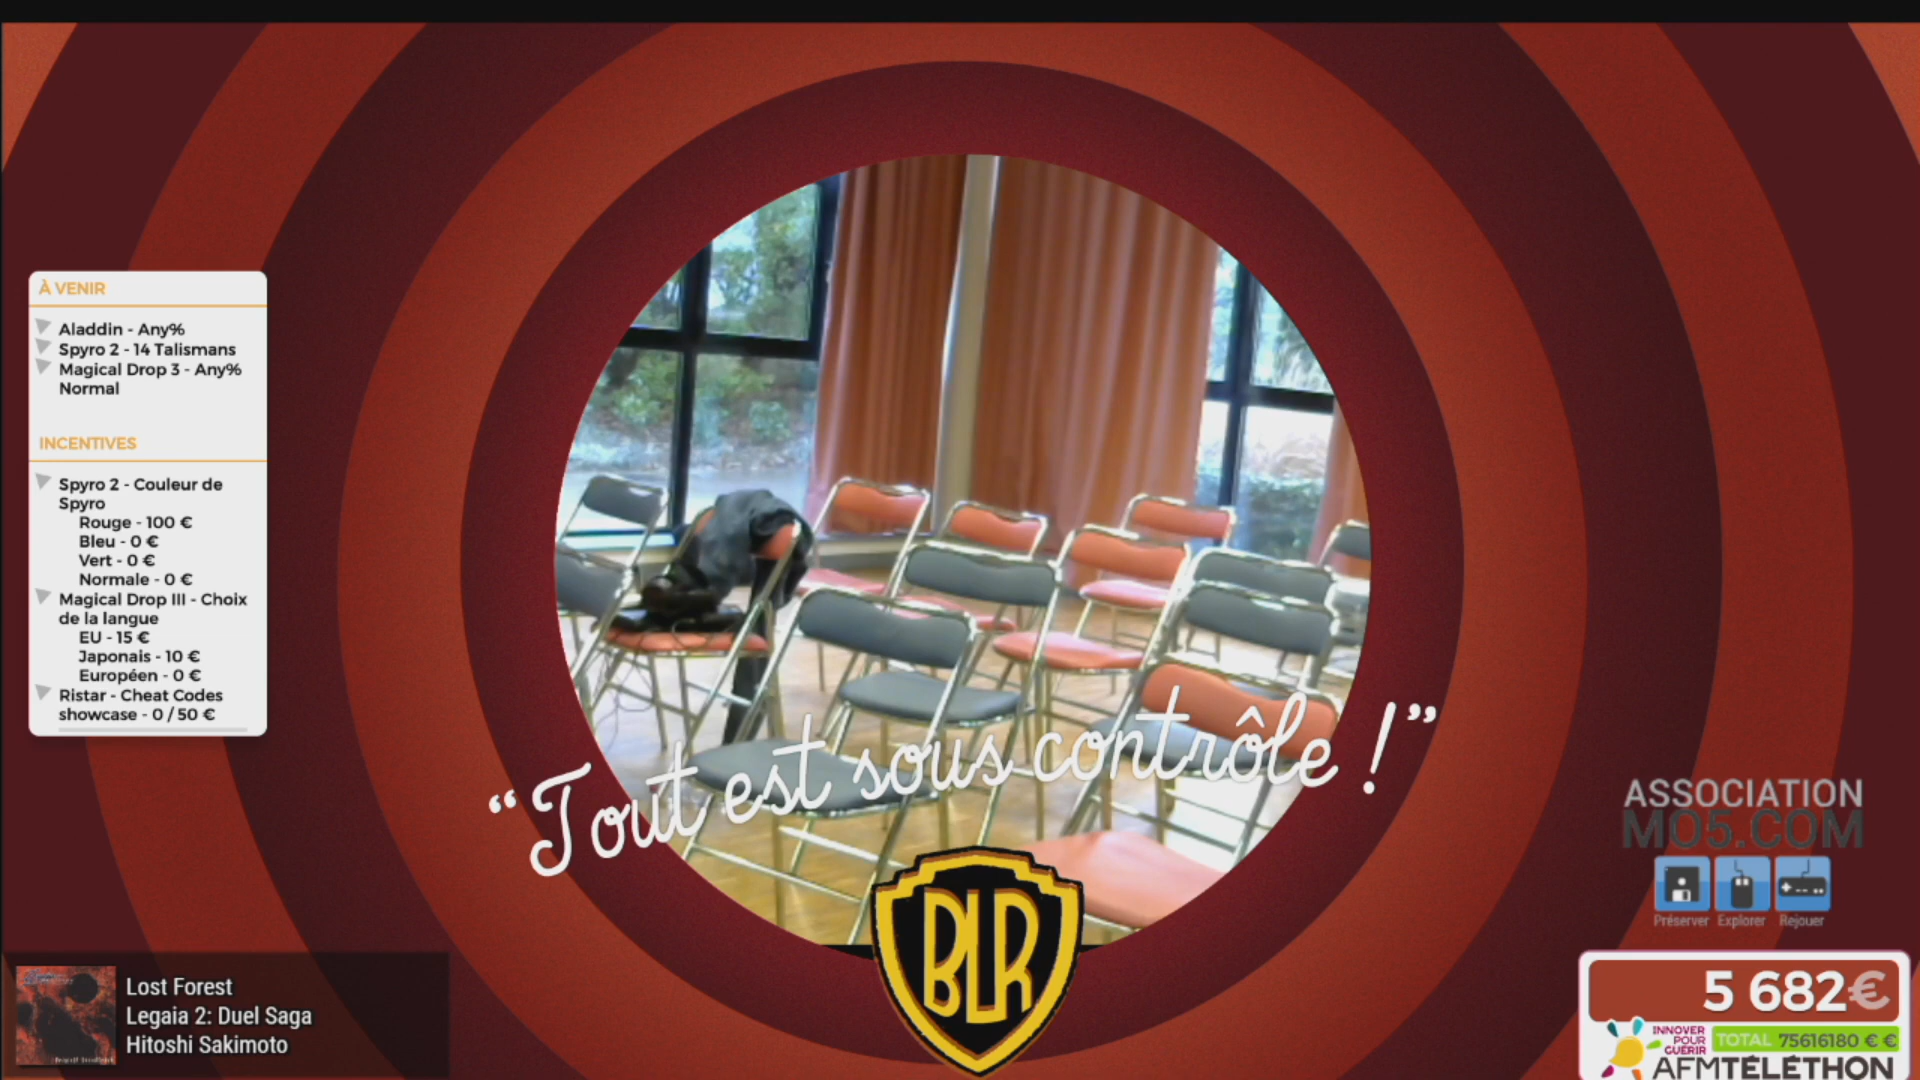 À VENIR
Aladdin - Any%
Spyro 2 - 14 Talismans
Magical Drop 3 - Any%
Normal
INCENTIVES
Spyro 2 - Couleur de
Spyro
Rouge - 100 €
Bleu - 0 €
Vert - 0 €
Normale - 0 €
Magical Drop III - Choix
de la langue
EU - 15 €
Japonais - 10 €
Européen - 0 €
Ristar - Cheat Codes
showcase - 0 / 50 €
“Tout est sous contrôle !”
BLR
Lost Forest
Legaia 2: Duel Saga
Hitoshi Sakimoto
ASSOCIATION
MO5.COM
Préserver Explorer Rejouer
5 682€
INNOVER
POUR
GUÉRIR
TOTAL 75616180 € €
AFMTÉLÉTHON